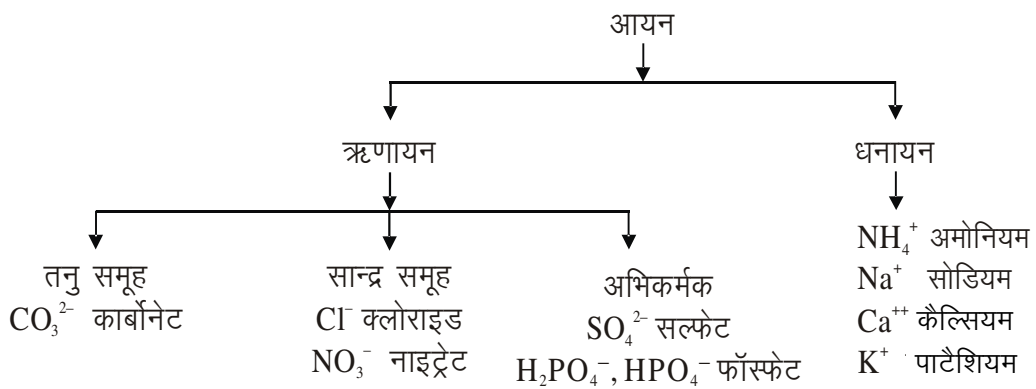 आयन
ऋणायन
धनायन
तनु समूह
CO₃²⁻ कार्बोनेट
सान्द्र समूह
Cl⁻ क्लोराइड
NO₃⁻ नाइट्रेट
अभिकर्मक
SO₄²⁻ सल्फेट
H₂PO₄⁻, HPO₄⁻ फॉस्फेट
NH₄⁺ अमोनियम
Na⁺ सोडियम
Ca⁺⁺ कैल्सियम
K⁺ पाटैशियम